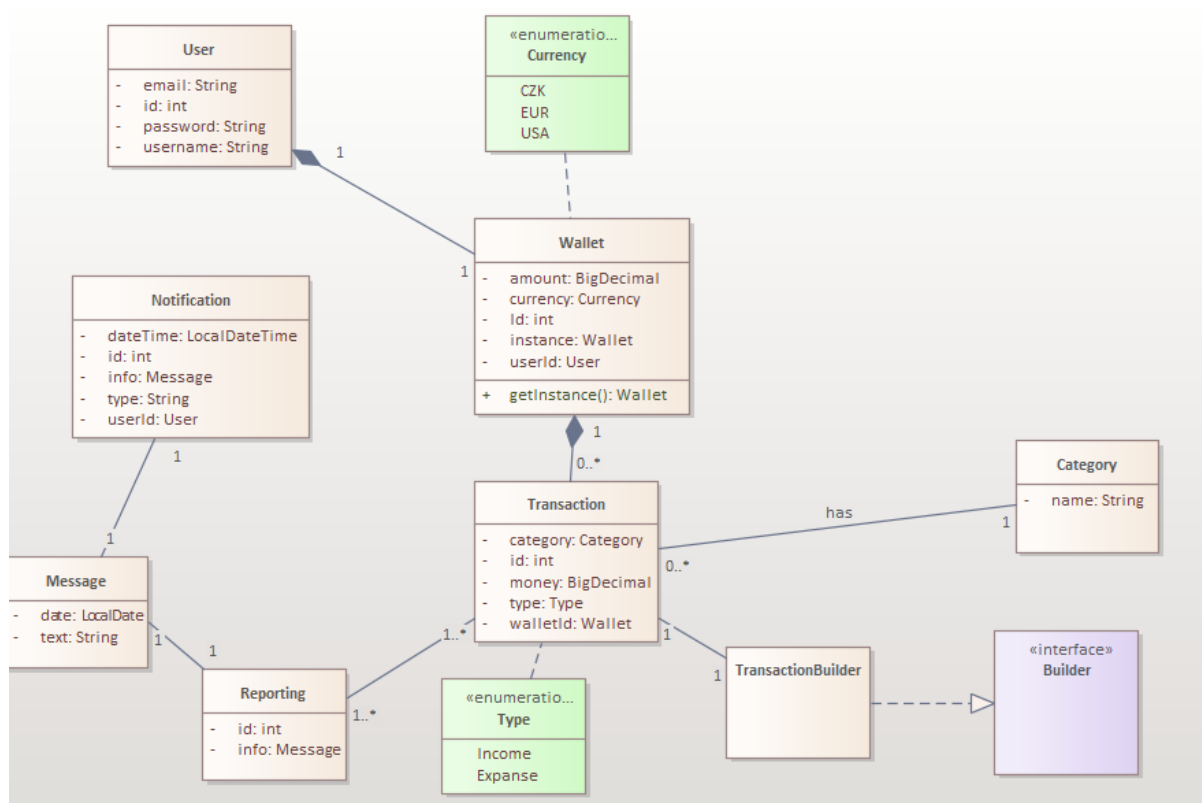 User
- email: String
- id: int
- password: String
- username: String
1
«enumeratio...
Currency
CZK
EUR
USA
Wallet
- amount: BigDecimal
- currency: Currency
- Id: int
- instance: Wallet
- userId: User
+ getInstance(): Wallet
1
1
0..*
Notification
- dateTime: LocalDateTime
- id: int
- info: Message
- type: String
- userId: User
1
1
Message
- date: LocalDate
- text: String
1
1
Reporting
- id: int
- info: Message
1..*
1..*
Transaction
- category: Category
- id: int
- money: BigDecimal
- type: Type
- walletId: Wallet
0..*
has
1
Category
- name: String
«enumeratio...
Type
Income
Expanse
1
1
TransactionBuilder
«interface»
Builder